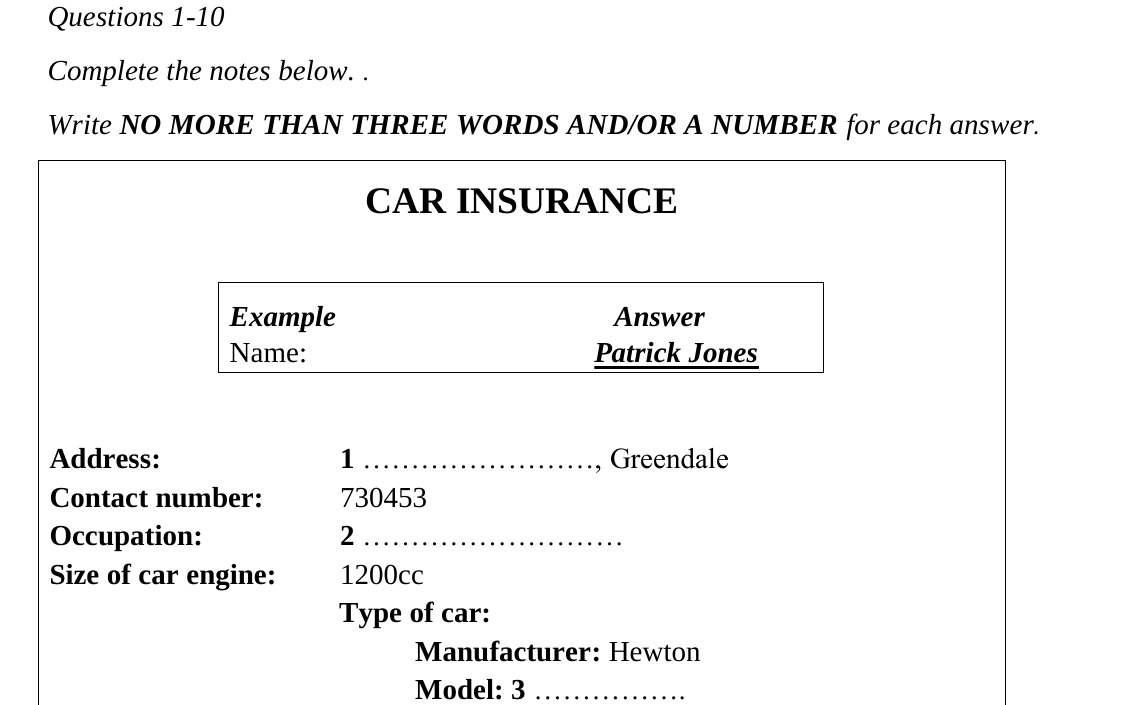 Questions 1-10
Complete the notes below. .
Write NO MORE THAN THREE WORDS AND/OR A NUMBER for each answer.
CAR INSURANCE
Example Answer
Name: Patrick Jones
Address: 1 ……………………, Greendale
Contact number: 730453
Occupation: 2 ………………………
Size of car engine: 1200cc
Type of car:
Manufacturer: Hewton
Model: 3 …………….